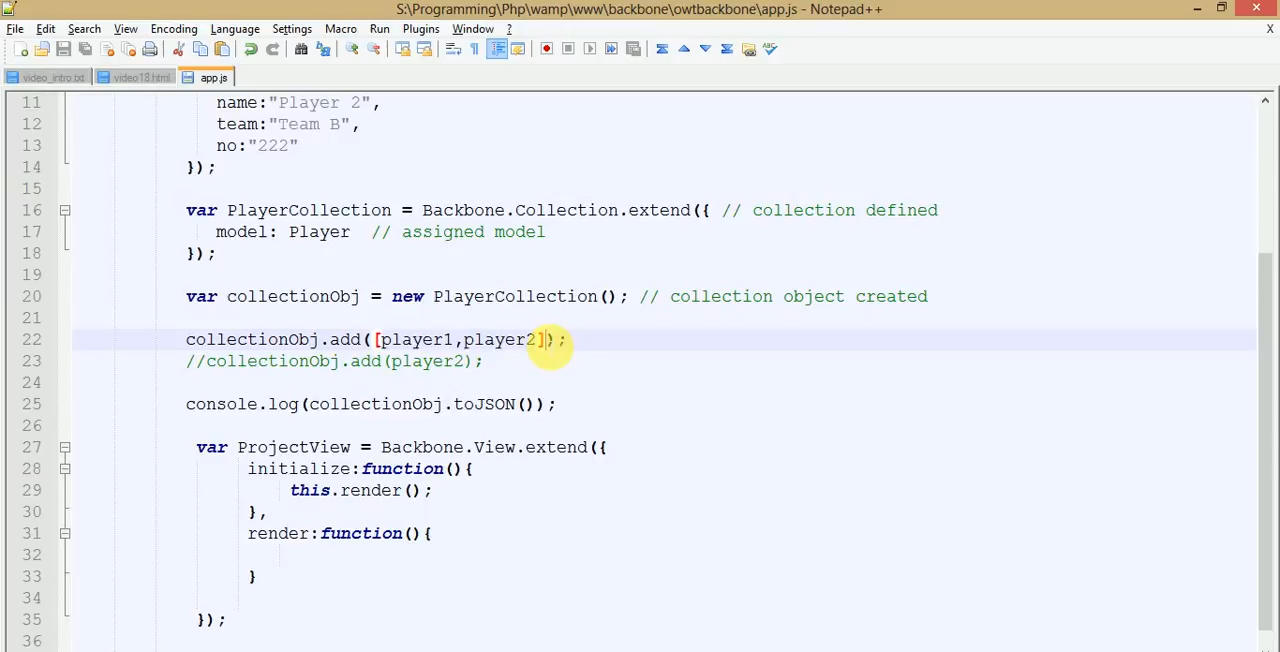 S:\Programming\Php\wamp\www\backbone\owtbackbone\app.js - Notepad++
File Edit Search View Encoding Language Settings Macro Run Plugins Window ? X
video_intro.txt video18.html app.js
11 name:"Player 2",
12 team:"Team B",
13 no:"222"
14 });
15
16 var PlayerCollection = Backbone.Collection.extend({ // collection defined
17 model: Player // assigned model
18 });
19
20 var collectionObj = new PlayerCollection(); // collection object created
21
22 collectionObj.add([player1,player2]);
23 //collectionObj.add(player2);
24
25 console.log(collectionObj.toJSON());
26
27 var ProjectView = Backbone.View.extend({
28 initialize:function(){
29 this.render();
30 },
31 render:function(){
32
33 }
34
35 });
36